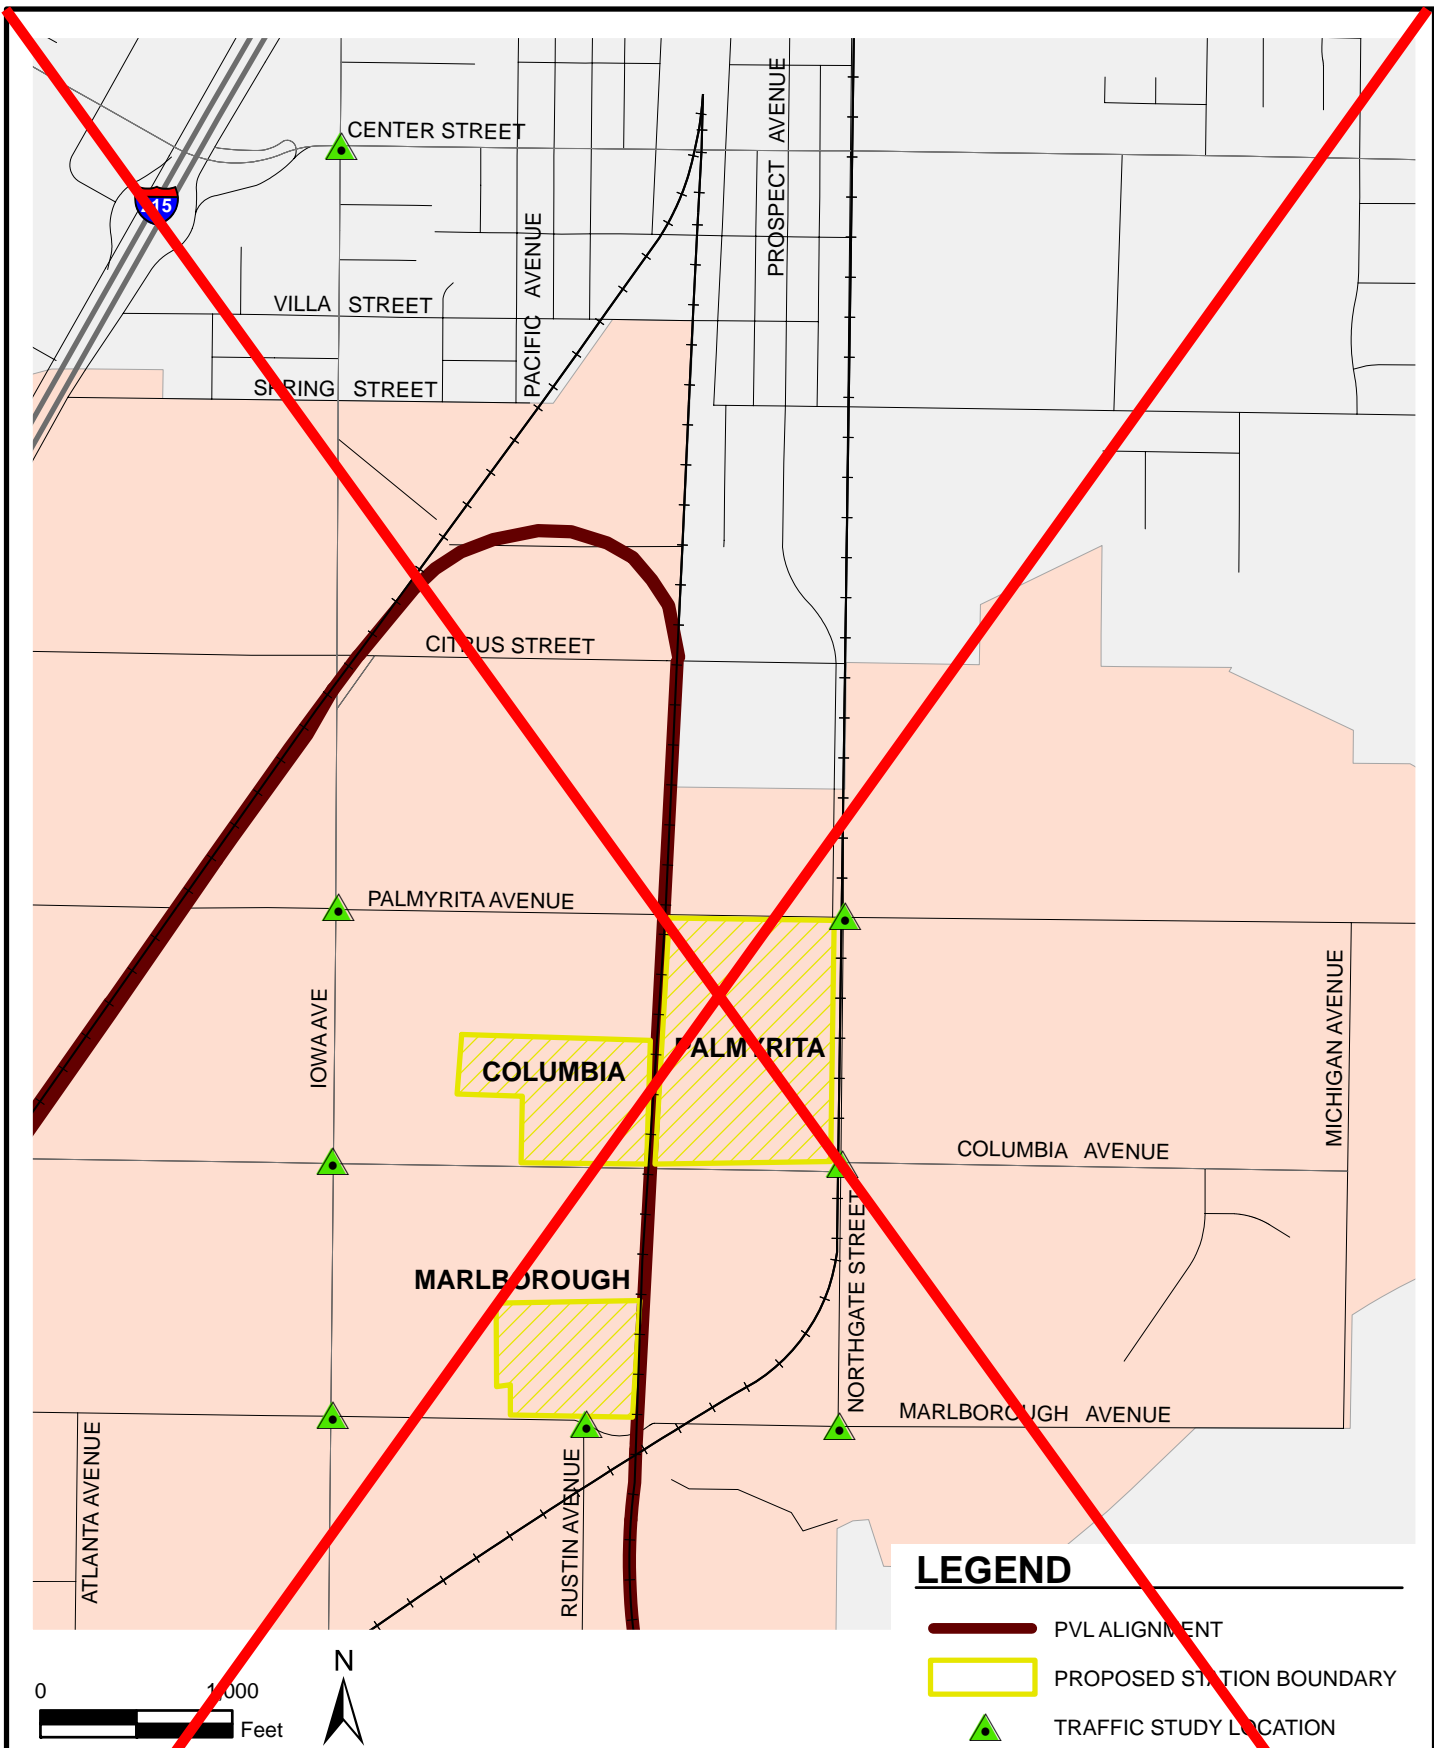 CENTER STREET
PROSPECT AVENUE
215
PACIFIC AVENUE
VILLA STREET
SPRING STREET
CITRUS STREET
PALMYRITA AVENUE
IOWA AVE
MICHIGAN AVENUE
PALMYRITA
COLUMBIA
COLUMBIA AVENUE
NORTHGATE STREET
MARLBOROUGH
MARLBOROUGH AVENUE
ATLANTA AVENUE
RUSTIN AVENUE
LEGEND
PVL ALIGNMENT
PROPOSED STATION BOUNDARY
TRAFFIC STUDY LOCATION
N
0 1,000
Feet